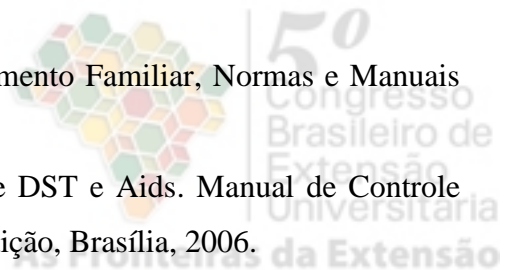 mento Familiar, Normas e Manuais
e DST e Aids. Manual de Controle
ição, Brasília, 2006.
5º
Congresso
Brasileiro de
Extensão
Universitária
As Fronteiras da Extensão